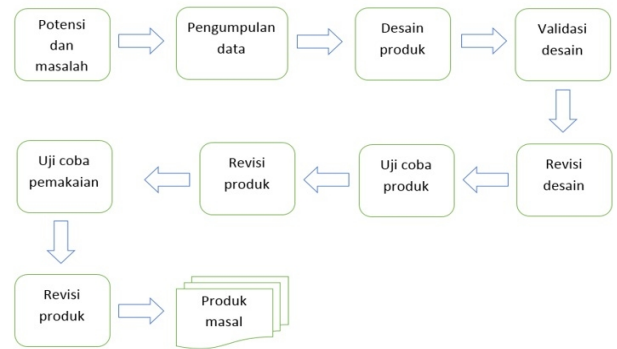 Potensi
dan
masalah
Pengumpulan
data
Desain
produk
Validasi
desain
Revisi
desain
Uji coba
produk
Revisi
produk
Uji coba
pemakaian
Revisi
produk
Produk
masal